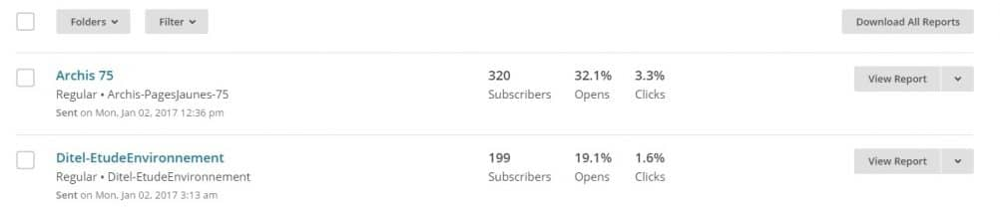 Folders Filter Download All Reports
Archis 75 320 32.1% 3.3% View Report
Regular • Archis-PagesJaunes-75 Subscribers Opens Clicks
Sent on Mon, Jan 02, 2017 12:36 pm
Ditel-EtudeEnvironnement 199 19.1% 1.6% View Report
Regular • Ditel-EtudeEnvironnement Subscribers Opens Clicks
Sent on Mon, Jan 02, 2017 3:13 am